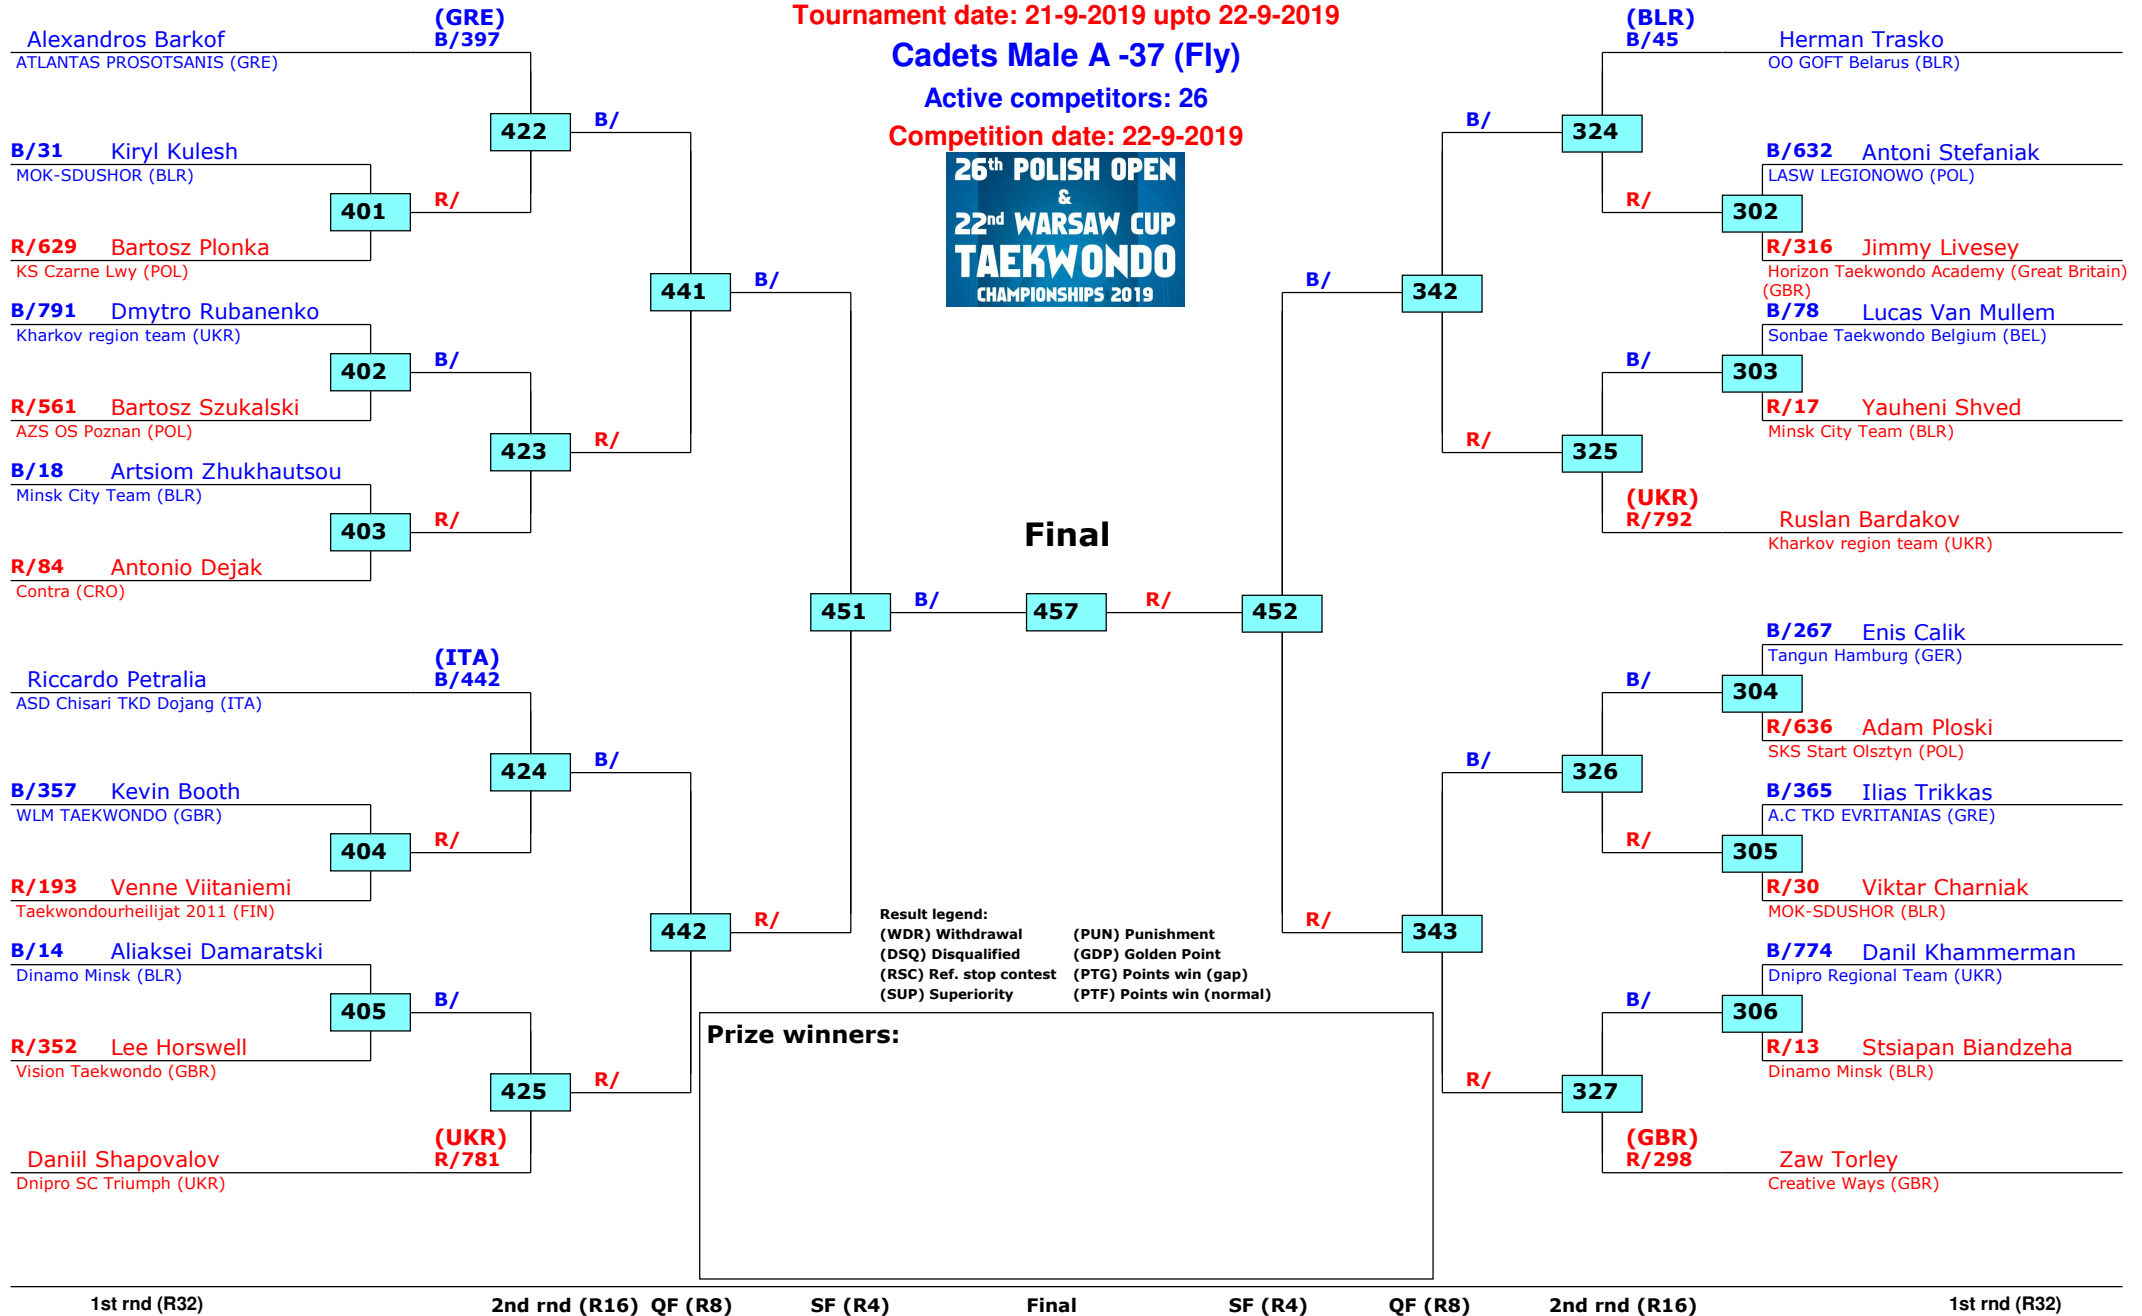 Tournament date: 21-9-2019 upto 22-9-2019
Cadets Male A -37 (Fly)
Active competitors: 26
Competition date: 22-9-2019
26th POLISH OPEN
&
22nd WARSAW CUP
TAEKWONDO
CHAMPIONSHIPS 2019
(GRE)
Alexandros Barkof B/397
ATLANTAS PROSOTSANIS (GRE)
422 B/
B/31 Kiryl Kulesh
MOK-SDUSHOR (BLR)
401 R/
R/629 Bartosz Plonka
KS Czarne Lwy (POL)
441 B/
B/791 Dmytro Rubanenko
Kharkov region team (UKR)
402 B/
R/561 Bartosz Szukalski
AZS OS Poznan (POL)
423 R/
B/18 Artsiom Zhukhautsou
Minsk City Team (BLR)
403 R/
R/84 Antonio Dejak
Contra (CRO)
Final
451 B/ 457 R/ 452
(ITA)
Riccardo Petralia B/442
ASD Chisari TKD Dojang (ITA)
424 B/
B/357 Kevin Booth
WLM TAEKWONDO (GBR)
404 R/
R/193 Venne Viitaniemi
Taekwondourheilijat 2011 (FIN)
442 R/
B/14 Aliaksei Damaratski
Dinamo Minsk (BLR)
405 B/
R/352 Lee Horswell
Vision Taekwondo (GBR)
425 R/
(UKR)
Daniil Shapovalov R/781
Dnipro SC Triumph (UKR)
(BLR)
B/45 Herman Trasko
OO GOFT Belarus (BLR)
B/ 324
B/632 Antoni Stefaniak
LASW LEGIONOWO (POL)
R/ 302
R/316 Jimmy Livesey
Horizon Taekwondo Academy (Great Britain)
(GBR)
B/ 342
B/78 Lucas Van Mullem
Sonbae Taekwondo Belgium (BEL)
B/ 303
R/17 Yauheni Shved
Minsk City Team (BLR)
R/ 325
(UKR)
R/792 Ruslan Bardakov
Kharkov region team (UKR)
B/267 Enis Calik
Tangun Hamburg (GER)
B/ 304
R/636 Adam Ploski
SKS Start Olsztyn (POL)
B/ 326
B/365 Ilias Trikkas
A.C TKD EVRITANIAS (GRE)
R/ 305
R/30 Viktar Charniak
MOK-SDUSHOR (BLR)
R/ 343
B/774 Danil Khammerman
Dnipro Regional Team (UKR)
B/ 306
R/13 Stsiapan Biandzeha
Dinamo Minsk (BLR)
R/ 327
(GBR)
R/298 Zaw Torley
Creative Ways (GBR)
Result legend:
(WDR) Withdrawal (PUN) Punishment
(DSQ) Disqualified (GDP) Golden Point
(RSC) Ref. stop contest (PTG) Points win (gap)
(SUP) Superiority (PTF) Points win (normal)
Prize winners:
1st rnd (R32) 2nd rnd (R16) QF (R8) SF (R4) Final SF (R4) QF (R8) 2nd rnd (R16) 1st rnd (R32)